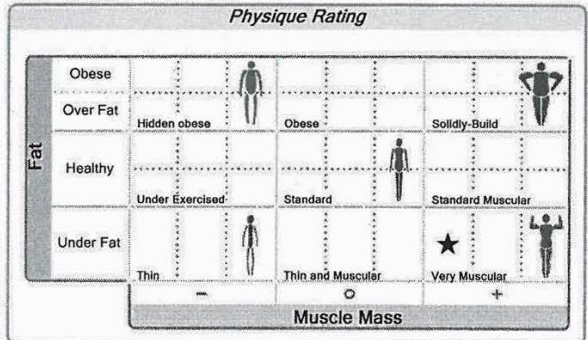 Physique Rating
Obese
Over Fat
Hidden obese Obese Solidly-Build
Fat
Healthy
Under Exercised Standard Standard Muscular
Under Fat
Thin Thin and Muscular Very Muscular
− O +
Muscle Mass